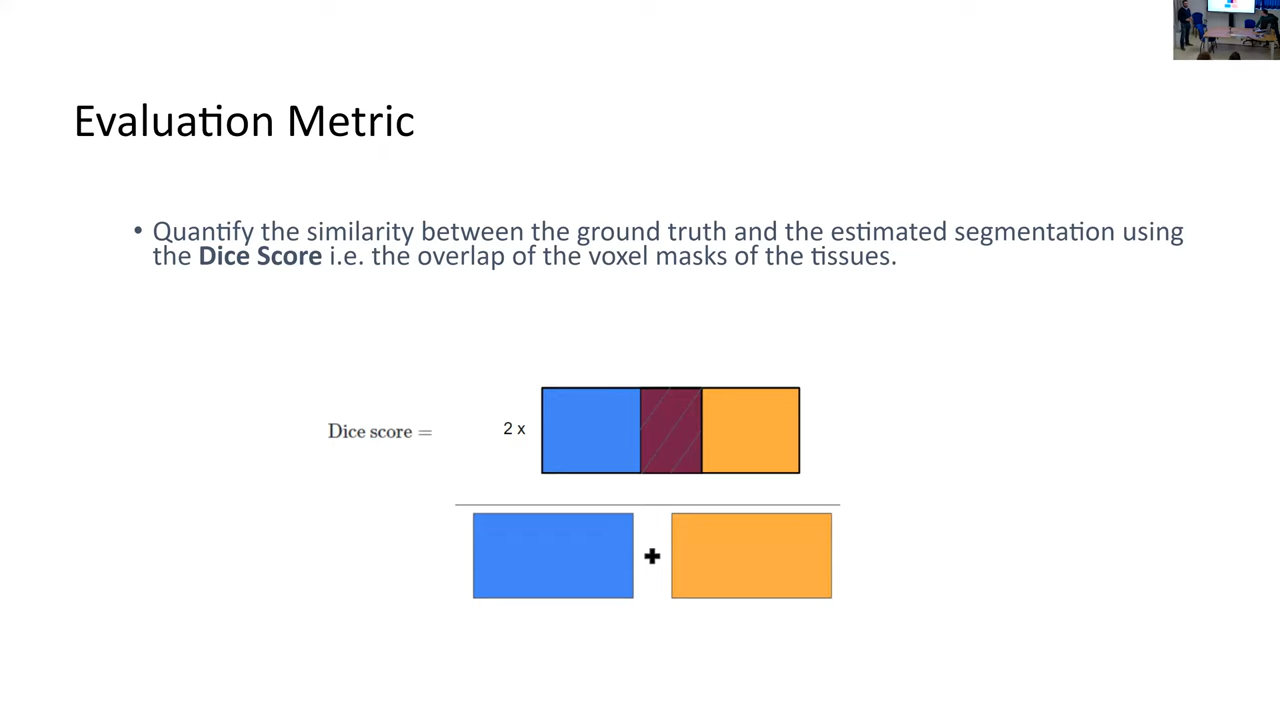 Evaluation Metric
• Quantify the similarity between the ground truth and the estimated segmentation using
the Dice Score i.e. the overlap of the voxel masks of the tissues.
Dice score =
2 x
+